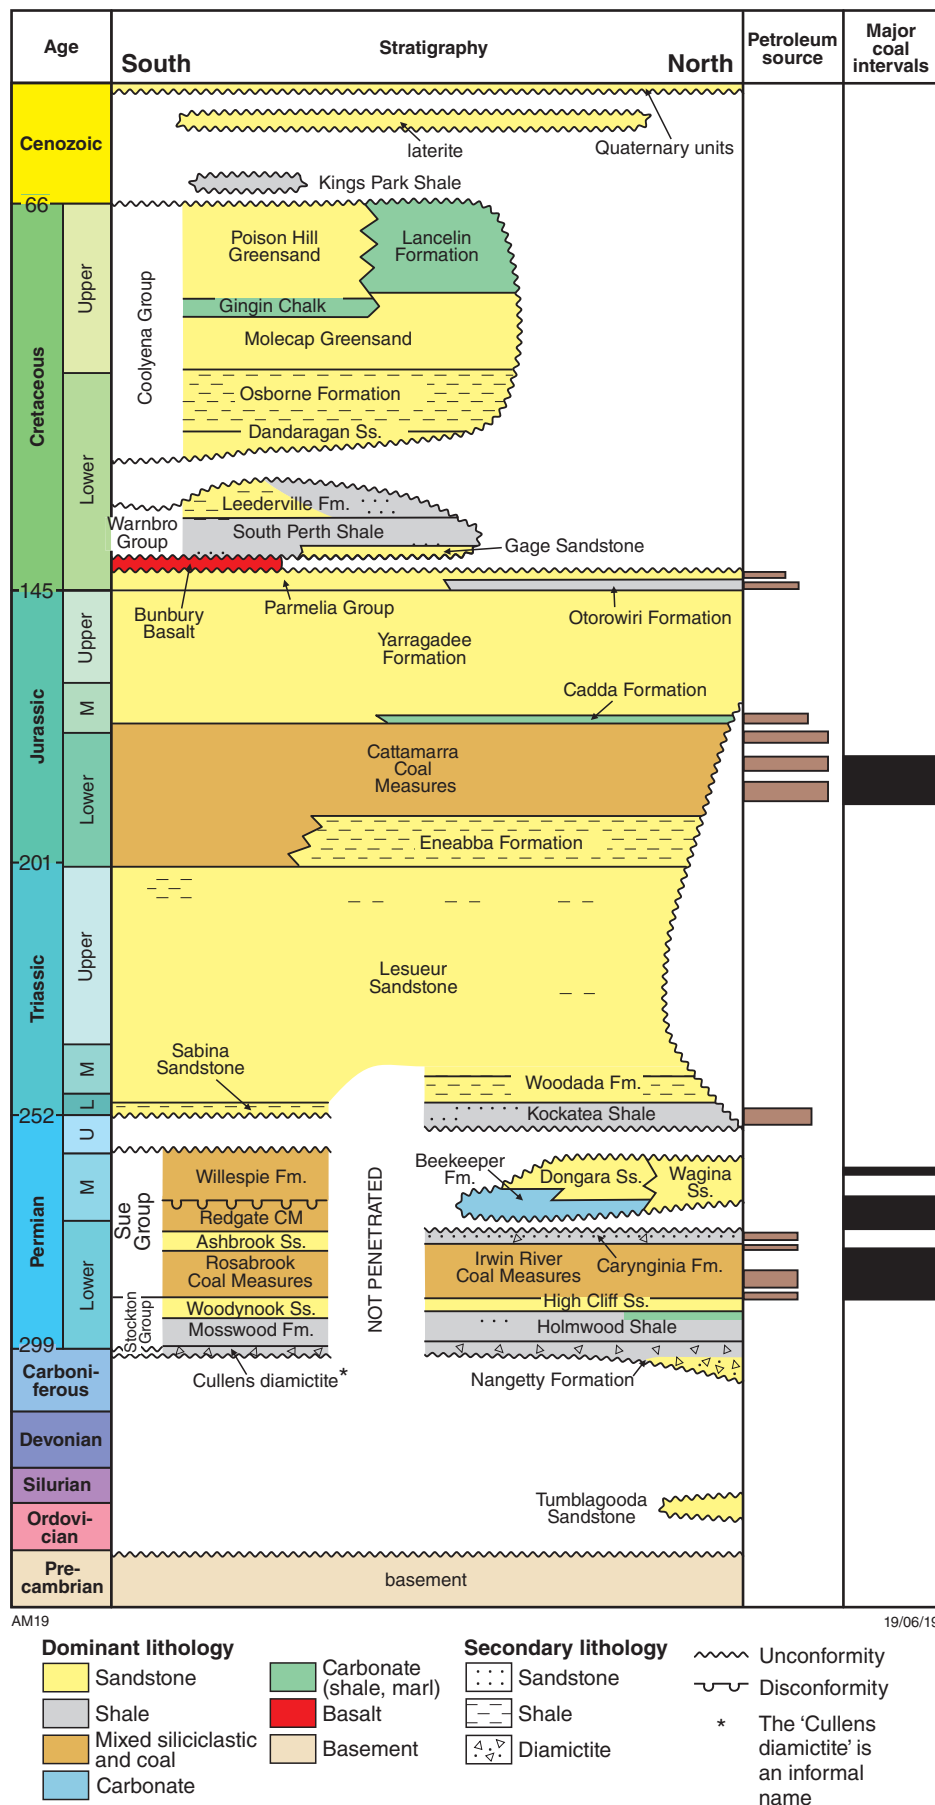 Age
Stratigraphy
South
North
Petroleum
source
Major
coal
intervals
Cenozoic
laterite
Quaternary units
Kings Park Shale
66
Cretaceous
Upper
Lower
Coolyena Group
Poison Hill
Greensand
Lancelin
Formation
Gingin Chalk
Molecap Greensand
Osborne Formation
Dandaragan Ss.
Leederville Fm.
Warnbro
Group
South Perth Shale
Gage Sandstone
145
Bunbury
Basalt
Parmelia Group
Otorowiri Formation
Jurassic
Upper
M
Lower
Yarragadee
Formation
Cadda Formation
Cattamarra
Coal
Measures
Eneabba Formation
201
Triassic
Upper
M
L
Lesueur
Sandstone
Sabina
Sandstone
Woodada Fm.
Kockatea Shale
252
Permian
U
M
Lower
NOT PENETRATED
Sue
Group
Willespie Fm.
Redgate CM
Ashbrook Ss.
Rosabrook
Coal Measures
Stockton
Group
Woodynook Ss.
Mosswood Fm.
Beekeeper
Fm.
Dongara Ss.
Wagina
Ss.
Irwin River
Coal Measures
Carynginia Fm.
High Cliff Ss.
Holmwood Shale
299
Cullens diamictite*
Nangetty Formation
Carboni-
ferous
Devonian
Silurian
Ordovi-
cian
Tumblagooda
Sandstone
Pre-
cambrian
basement
AM19
19/06/19
Dominant lithology
Sandstone
Shale
Mixed siliciclastic
and coal
Carbonate
Carbonate
(shale, marl)
Basalt
Basement
Secondary lithology
Sandstone
Shale
Diamictite
Unconformity
Disconformity
* The ‘Cullens
diamictite’ is
an informal
name